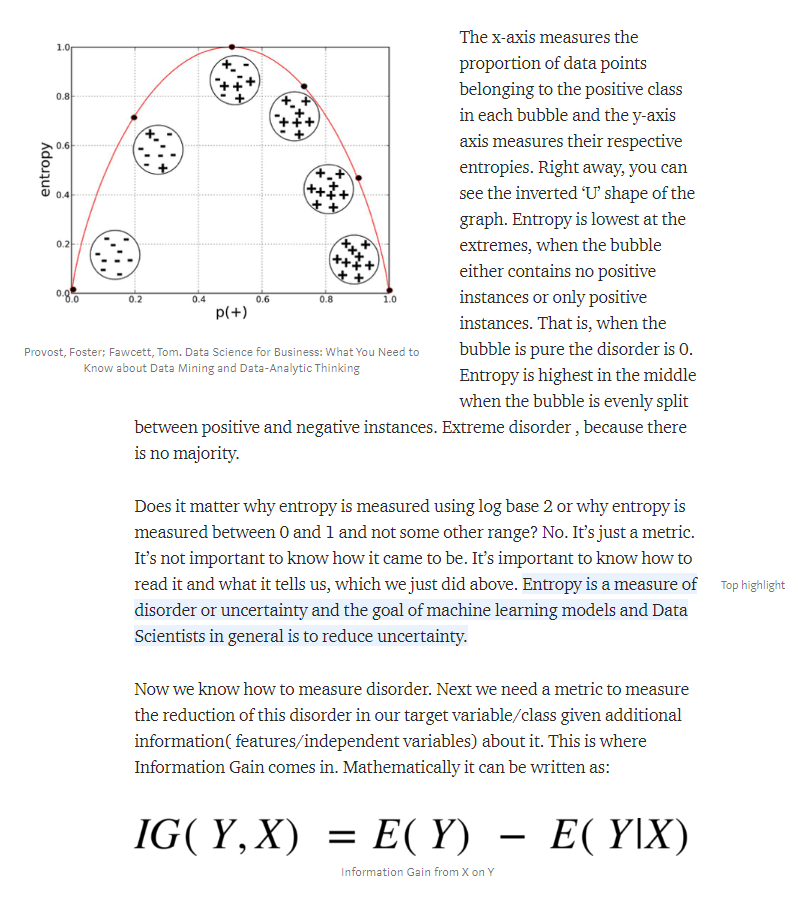 1.0
0.8
0.6
0.4
0.2
0.0
entropy
0.0 0.2 0.4 0.6 0.8 1.0
p(+)
Provost, Foster; Fawcett, Tom. Data Science for Business: What You Need to
Know about Data Mining and Data-Analytic Thinking
The x-axis measures the
proportion of data points
belonging to the positive class
in each bubble and the y-axis
axis measures their respective
entropies. Right away, you can
see the inverted ‘U’ shape of the
graph. Entropy is lowest at the
extremes, when the bubble
either contains no positive
instances or only positive
instances. That is, when the
bubble is pure the disorder is 0.
Entropy is highest in the middle
when the bubble is evenly split
between positive and negative instances. Extreme disorder , because there
is no majority.
Does it matter why entropy is measured using log base 2 or why entropy is
measured between 0 and 1 and not some other range? No. It’s just a metric.
It’s not important to know how it came to be. It’s important to know how to
read it and what it tells us, which we just did above. Entropy is a measure of
disorder or uncertainty and the goal of machine learning models and Data
Scientists in general is to reduce uncertainty.
Top highlight
Now we know how to measure disorder. Next we need a metric to measure
the reduction of this disorder in our target variable/class given additional
information( features/independent variables) about it. This is where
Information Gain comes in. Mathematically it can be written as:
IG( Y,X) = E( Y) − E( Y|X)
Information Gain from X on Y